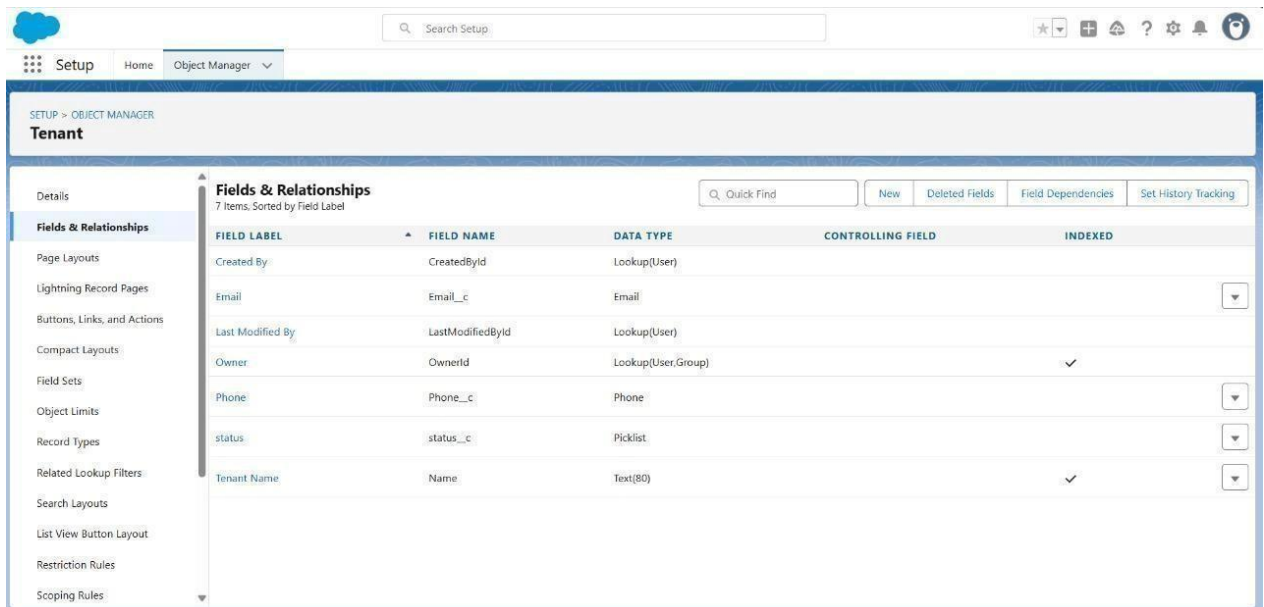 Search Setup
Setup Home Object Manager
SETUP > OBJECT MANAGER
Tenant
Details
Fields & Relationships
Page Layouts
Lightning Record Pages
Buttons, Links, and Actions
Compact Layouts
Field Sets
Object Limits
Record Types
Related Lookup Filters
Search Layouts
List View Button Layout
Restriction Rules
Scoping Rules
Fields & Relationships
7 Items, Sorted by Field Label
Quick Find New Deleted Fields Field Dependencies Set History Tracking
FIELD LABEL FIELD NAME DATA TYPE CONTROLLING FIELD INDEXED
Created By CreatedById Lookup(User)
Email Email__c Email
Last Modified By LastModifiedById Lookup(User)
Owner OwnerId Lookup(User,Group)
Phone Phone__c Phone
status status__c Picklist
Tenant Name Name Text(80)